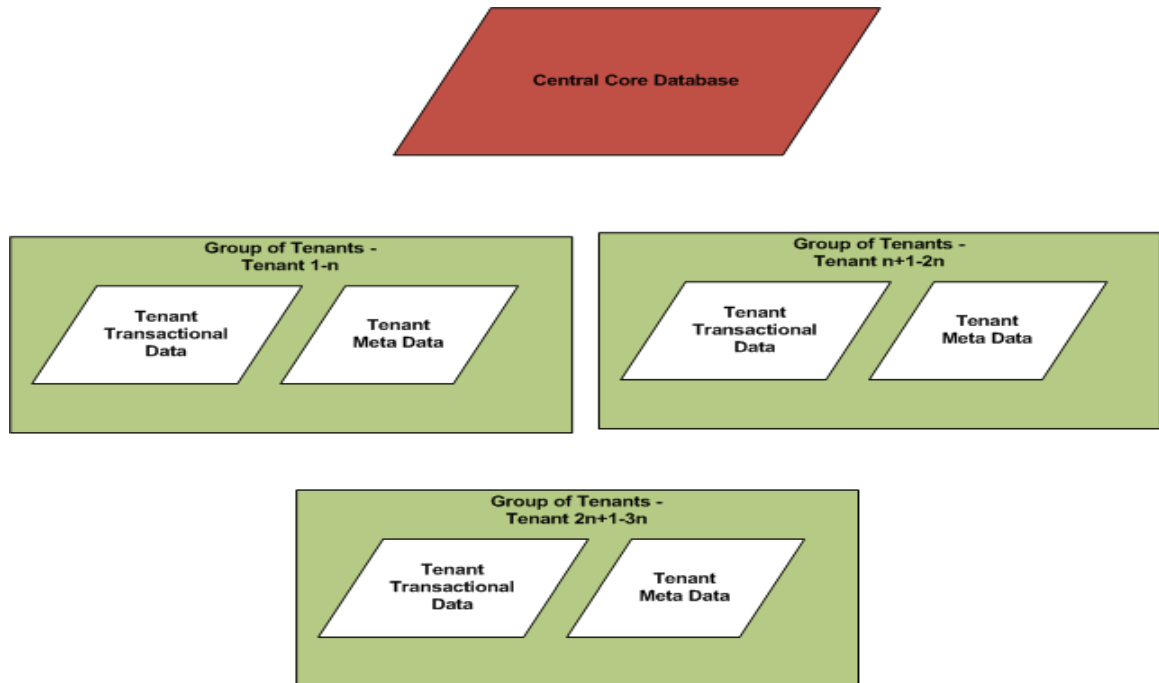 Central Core Database
Group of Tenants -
Tenant 1-n
Tenant
Transactional
Data
Tenant
Meta Data
Group of Tenants -
Tenant n+1-2n
Tenant
Transactional
Data
Tenant
Meta Data
Group of Tenants -
Tenant 2n+1-3n
Tenant
Transactional
Data
Tenant
Meta Data